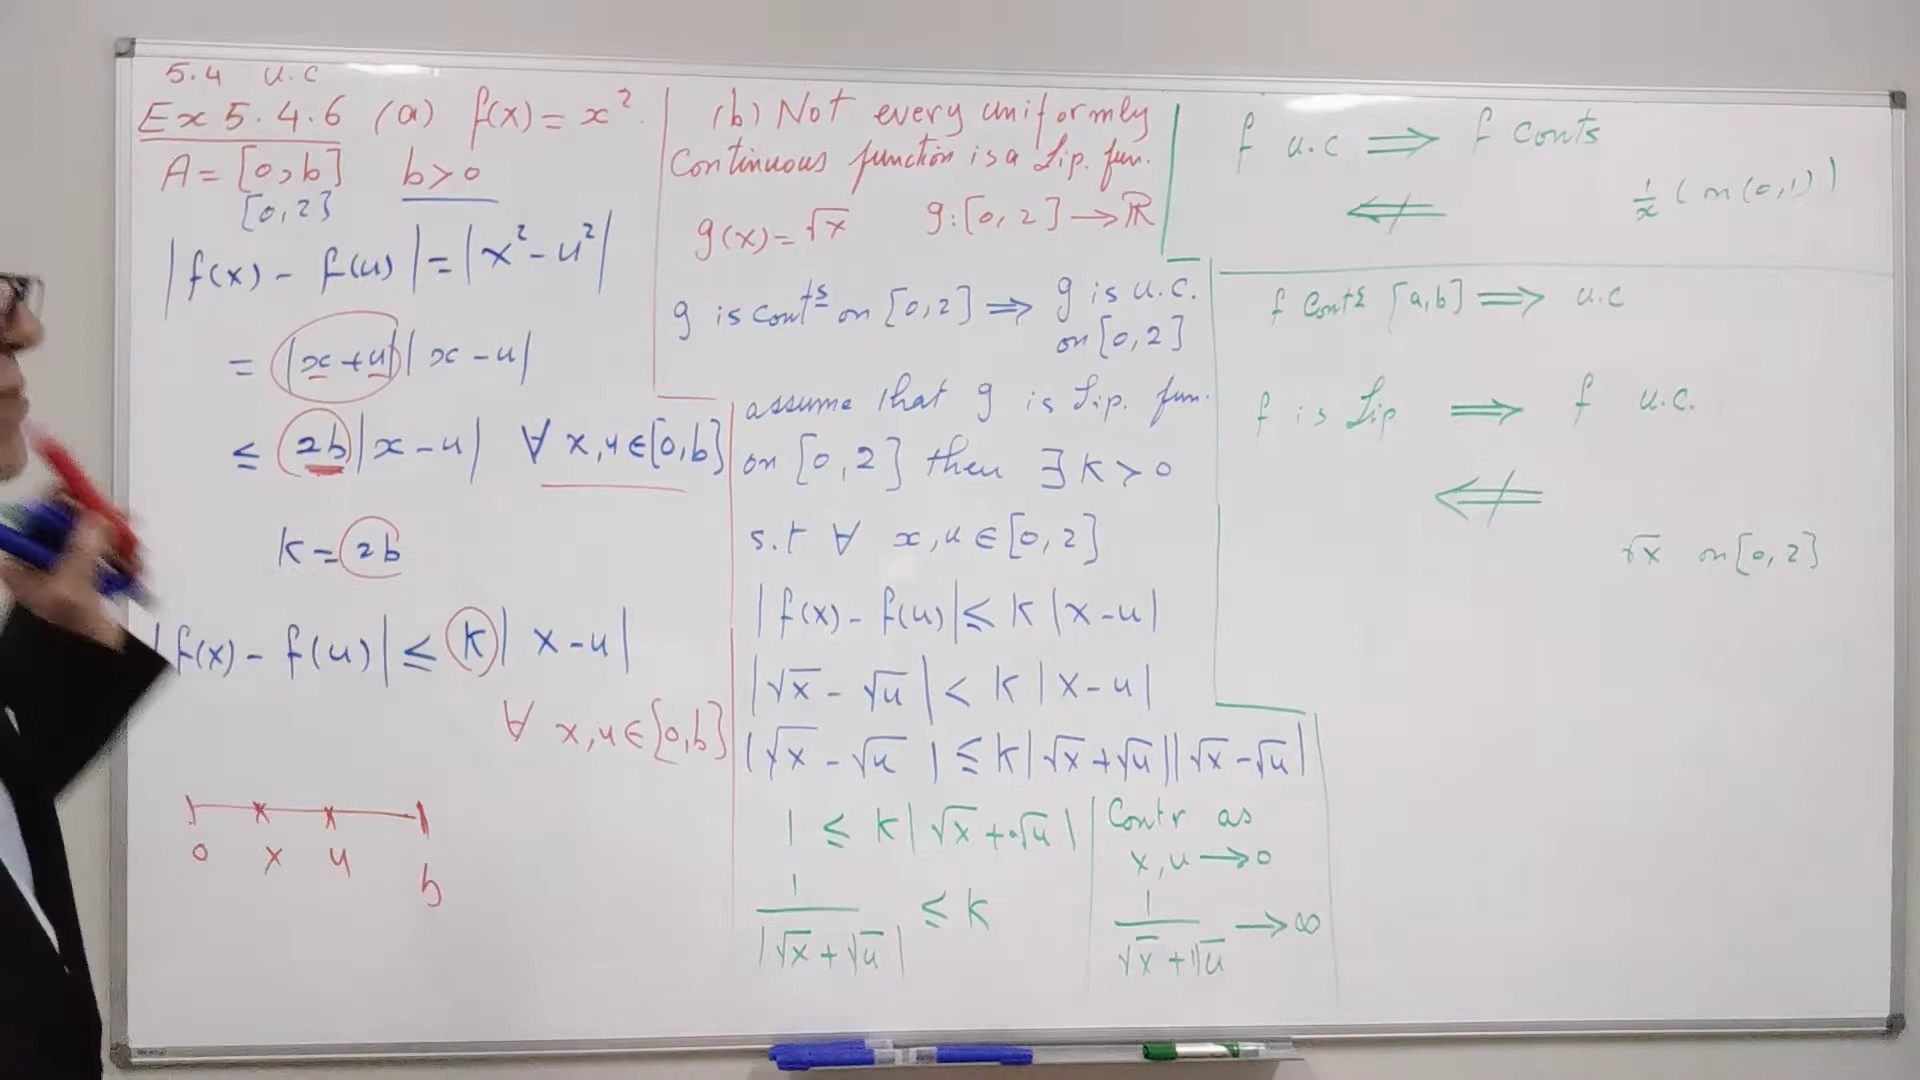 5.4 u.c
Ex 5.4.6 (a) f(x) = x².
A = [0,b] b>0
[0,2]
|f(x) - f(u)| = |x² - u²|
= |x+u| |x-u|
≤ 2b |x-u| ∀ x,u ∈ [0,b]
k = 2b
|f(x) - f(u)| ≤ k | x-u |
∀ x,u ∈ [0,b]
0 x u b
(b) Not every uniformly
continuous function is a Lip. fun.
g(x) = √x g: [0,2] → ℝ
g is contˢ on [0,2] ⇒ g is u.c.
on [0,2]
assume that g is Lip. fun.
on [0,2] then ∃ k > 0
s.t ∀ x,u ∈ [0,2]
|f(x) - f(u)| ≤ k |x-u|
|√x - √u| < k |x-u|
|√x - √u| ≤ k |√x+√u| |√x-√u|
1 ≤ k |√x+√u|
1/|√x+√u| ≤ k
Contr as
x,u → 0
1/(√x+√u) → ∞
f u.c ⇒ f conts
⇍ 1/x (on (0,1))
f conts [a,b] ⇒ u.c
f is Lip ⇒ f u.c.
⇍
√x on [0,2]